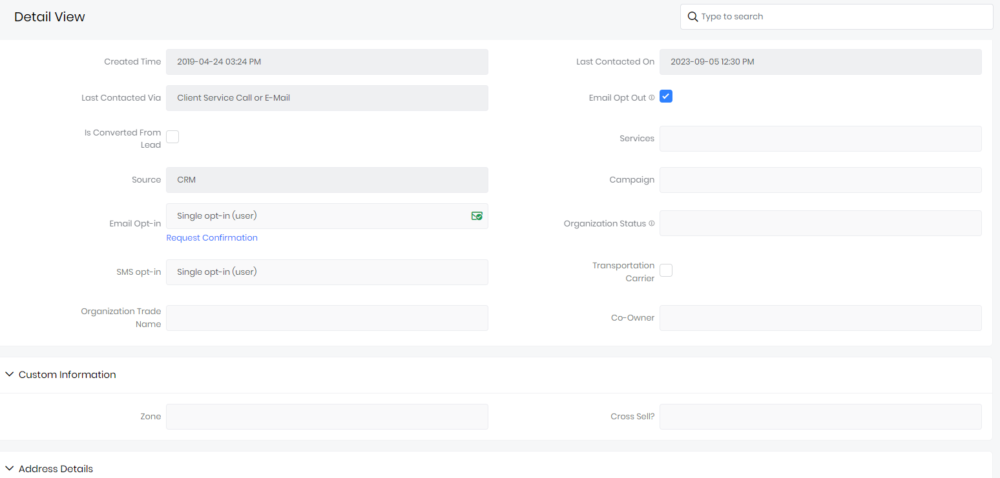 Detail View
Type to search
Created Time
2019-04-24 03:24 PM
Last Contacted On
2023-09-05 12:30 PM
Last Contacted Via
Client Service Call or E-Mail
Email Opt Out
Is Converted From
Lead
Services
Source
CRM
Campaign
Email Opt-in
Single opt-in (user)
Request Confirmation
Organization Status
SMS opt-in
Single opt-in (user)
Transportation
Carrier
Organization Trade
Name
Co-Owner
Custom Information
Zone
Cross Sell?
Address Details